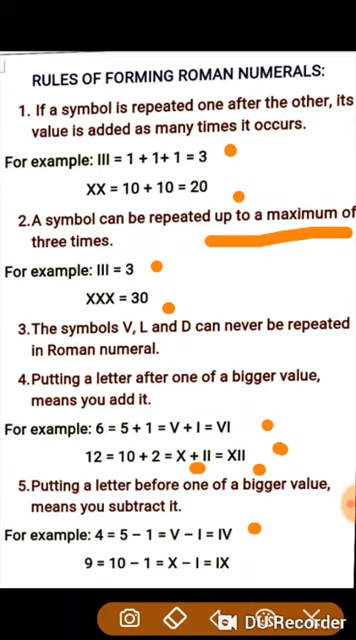 RULES OF FORMING ROMAN NUMERALS:
1. If a symbol is repeated one after the other, its
value is added as many times it occurs.
For example: III = 1 + 1+ 1 = 3
XX = 10 + 10 = 20
2.A symbol can be repeated up to a maximum of
three times.
For example: III = 3
XXX = 30
3.The symbols V, L and D can never be repeated
in Roman numeral.
4.Putting a letter after one of a bigger value,
means you add it.
For example: 6 = 5 + 1 = V + I = VI
12 = 10 + 2 = X + II = XII
5.Putting a letter before one of a bigger value,
means you subtract it.
For example: 4 = 5 – 1 = V – I = IV
9 = 10 – 1 = X – I = IX
DU Recorder